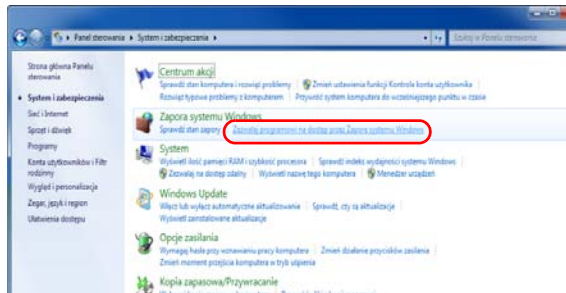 Panel sterowania ▸ System i zabezpieczenia ▸
Szukaj w Panelu sterowania
Strona główna Panelu
sterowania
System i zabezpieczenia
Sieć i Internet
Sprzęt i dźwięk
Programy
Konta użytkowników i Filtr
rodzinny
Wygląd i personalizacja
Zegar, język i region
Ułatwienia dostępu
Centrum akcji
Sprawdź stan komputera i rozwiąż problemy | Zmień ustawienia funkcji Kontrola konta użytkownika |
Rozwiąż typowe problemy z komputerem | Przywróć system komputera do wcześniejszego punktu w czasie
Zapora systemu Windows
Sprawdź stan zapory | Zezwalaj programowi na dostęp przez Zaporę systemu Windows
System
Wyświetl ilość pamięci RAM i szybkość procesora | Sprawdź indeks wydajności systemu Windows |
Zezwalaj na dostęp zdalny | Wyświetl nazwę tego komputera | Menedżer urządzeń
Windows Update
Włącz lub wyłącz automatyczne aktualizowanie | Sprawdź, czy są aktualizacje |
Wyświetl zainstalowane aktualizacje
Opcje zasilania
Wymagaj hasła przy wznawianiu pracy komputera | Zmień działanie przycisków zasilania |
Zmień moment przejścia komputera w tryb uśpienia
Kopia zapasowa/Przywracanie